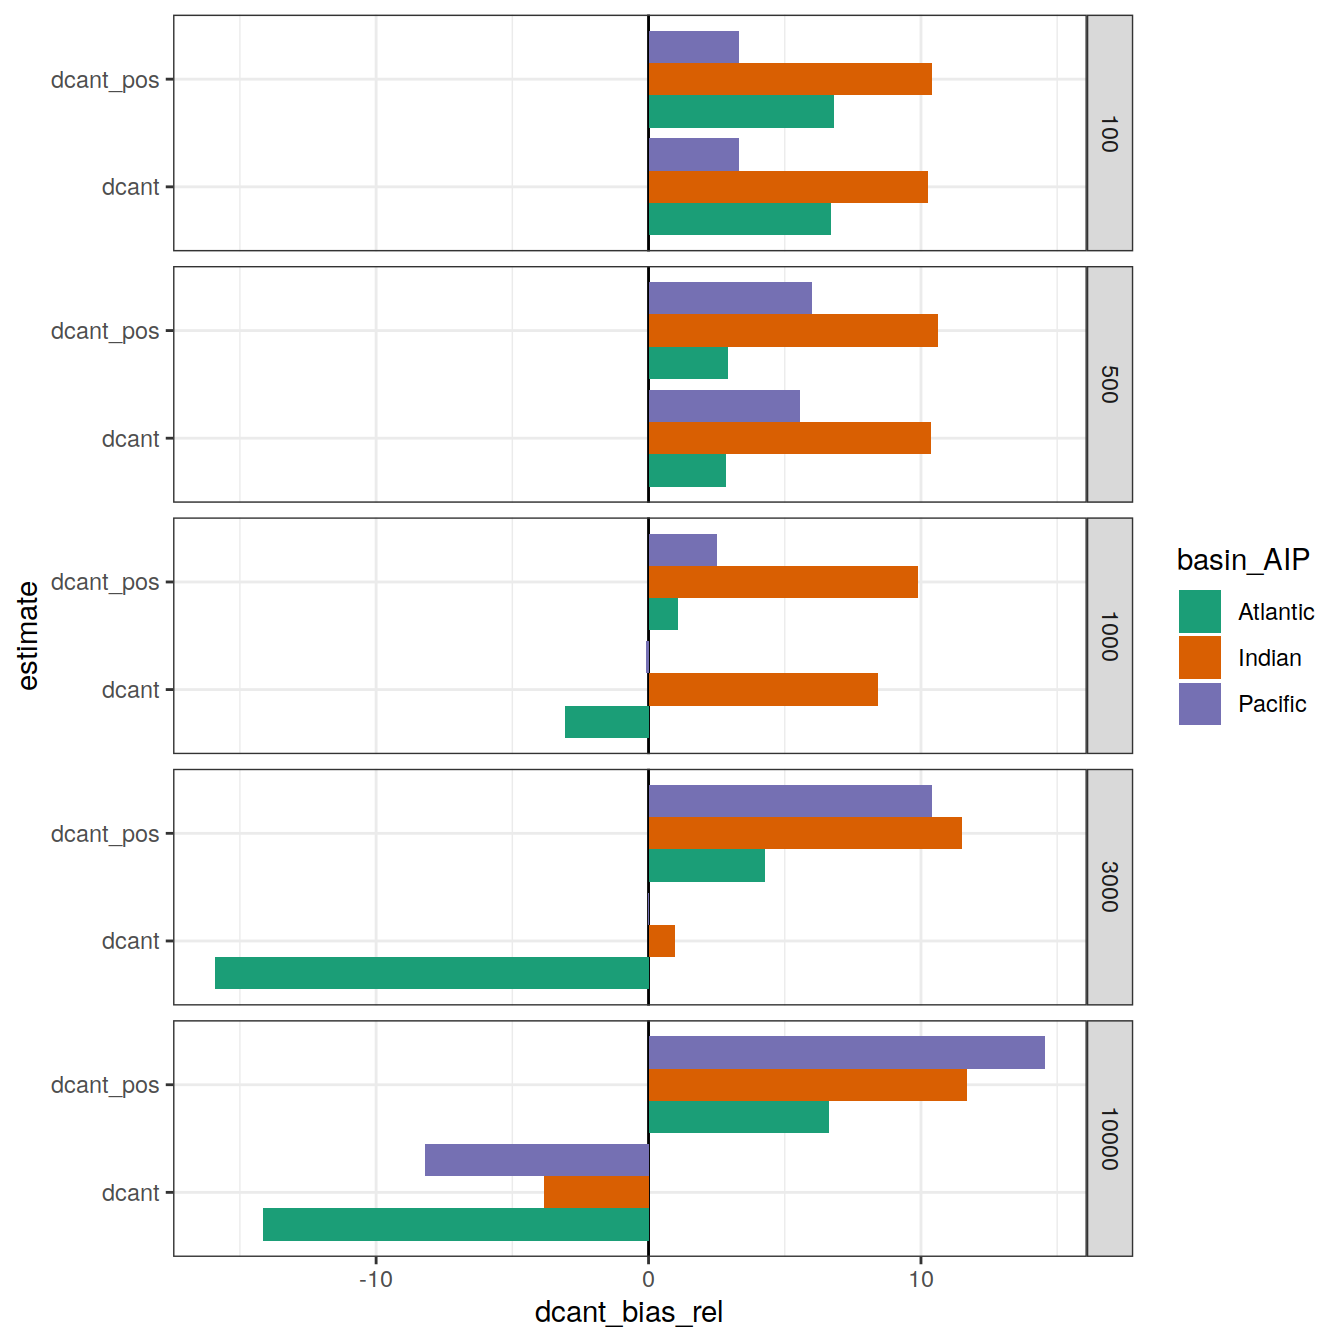 dcant_pos
dcant
100
dcant_pos
dcant
500
dcant_pos
dcant
1000
dcant_pos
dcant
3000
dcant_pos
dcant
10000
estimate
-10 0 10
dcant_bias_rel
basin_AIP
Atlantic
Indian
Pacific